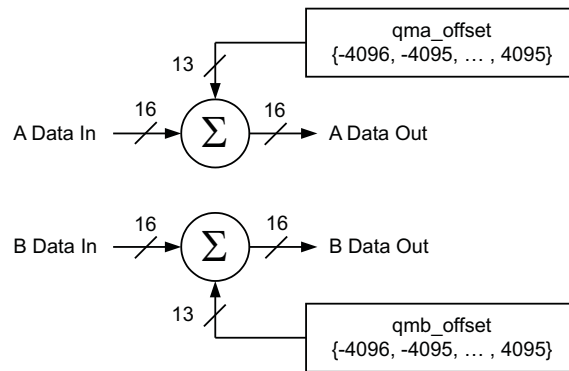 qma_offset
{-4096, -4095, … , 4095}
13
16
16
A Data In
Σ
A Data Out
16
16
B Data In
Σ
B Data Out
13
qmb_offset
{-4096, -4095, … , 4095}